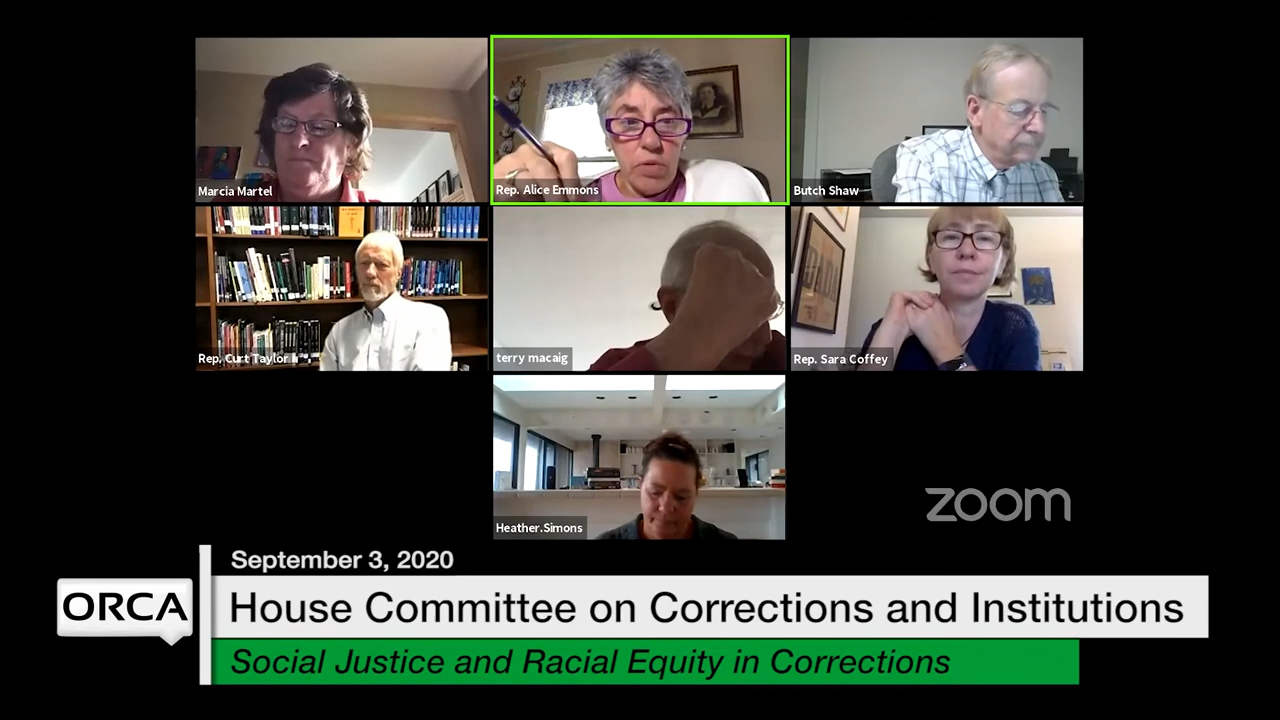 Marcia Martel
Rep. Alice Emmons
Butch Shaw
Rep. Curt Taylor
terry macaig
Rep. Sara Coffey
Heather.Simons
zoom
September 3, 2020
ORCA
House Committee on Corrections and Institutions
Social Justice and Racial Equity in Corrections